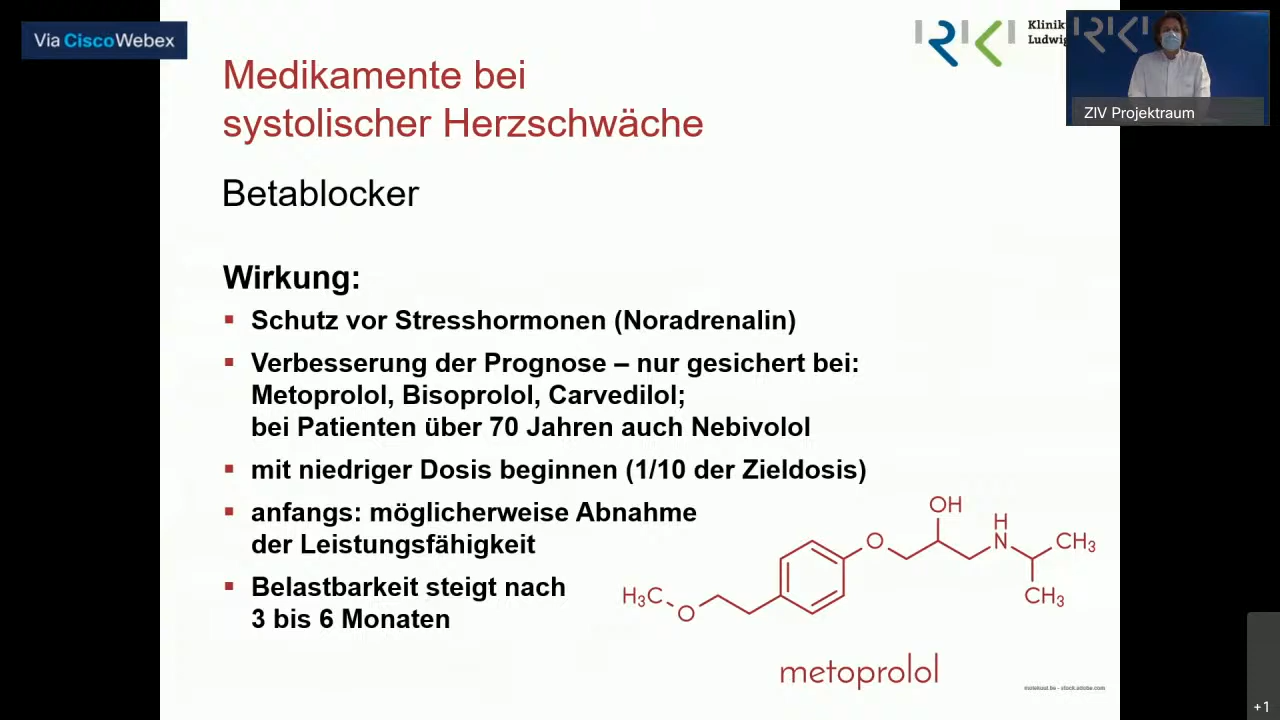 Via CiscoWebex
Klinik
Ludwig
ZIV Projektraum
Medikamente bei
systolischer Herzschwäche
Betablocker
Wirkung:
▪ Schutz vor Stresshormonen (Noradrenalin)
▪ Verbesserung der Prognose – nur gesichert bei:
Metoprolol, Bisoprolol, Carvedilol;
bei Patienten über 70 Jahren auch Nebivolol
▪ mit niedriger Dosis beginnen (1/10 der Zieldosis)
▪ anfangs: möglicherweise Abnahme
der Leistungsfähigkeit
▪ Belastbarkeit steigt nach
3 bis 6 Monaten
OH
H
O
N
CH₃
H₃C
O
CH₃
metoprolol
+1